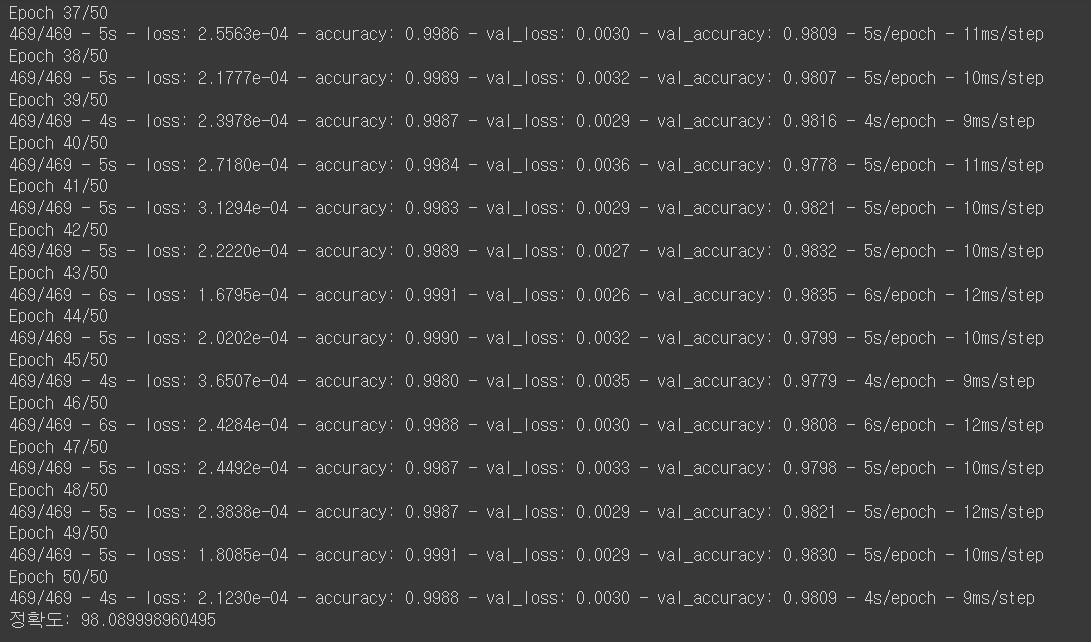 Epoch 37/50
469/469 - 5s - loss: 2.5563e-04 - accuracy: 0.9986 - val_loss: 0.0030 - val_accuracy: 0.9809 - 5s/epoch - 11ms/step
Epoch 38/50
469/469 - 5s - loss: 2.1777e-04 - accuracy: 0.9989 - val_loss: 0.0032 - val_accuracy: 0.9807 - 5s/epoch - 10ms/step
Epoch 39/50
469/469 - 4s - loss: 2.3978e-04 - accuracy: 0.9987 - val_loss: 0.0029 - val_accuracy: 0.9816 - 4s/epoch - 9ms/step
Epoch 40/50
469/469 - 5s - loss: 2.7180e-04 - accuracy: 0.9984 - val_loss: 0.0036 - val_accuracy: 0.9778 - 5s/epoch - 11ms/step
Epoch 41/50
469/469 - 5s - loss: 3.1294e-04 - accuracy: 0.9983 - val_loss: 0.0029 - val_accuracy: 0.9821 - 5s/epoch - 10ms/step
Epoch 42/50
469/469 - 5s - loss: 2.2220e-04 - accuracy: 0.9989 - val_loss: 0.0027 - val_accuracy: 0.9832 - 5s/epoch - 10ms/step
Epoch 43/50
469/469 - 6s - loss: 1.6795e-04 - accuracy: 0.9991 - val_loss: 0.0026 - val_accuracy: 0.9835 - 6s/epoch - 12ms/step
Epoch 44/50
469/469 - 5s - loss: 2.0202e-04 - accuracy: 0.9990 - val_loss: 0.0032 - val_accuracy: 0.9799 - 5s/epoch - 10ms/step
Epoch 45/50
469/469 - 4s - loss: 3.6507e-04 - accuracy: 0.9980 - val_loss: 0.0035 - val_accuracy: 0.9779 - 4s/epoch - 9ms/step
Epoch 46/50
469/469 - 6s - loss: 2.4284e-04 - accuracy: 0.9988 - val_loss: 0.0030 - val_accuracy: 0.9808 - 6s/epoch - 12ms/step
Epoch 47/50
469/469 - 5s - loss: 2.4492e-04 - accuracy: 0.9987 - val_loss: 0.0033 - val_accuracy: 0.9798 - 5s/epoch - 10ms/step
Epoch 48/50
469/469 - 5s - loss: 2.3838e-04 - accuracy: 0.9987 - val_loss: 0.0029 - val_accuracy: 0.9821 - 5s/epoch - 12ms/step
Epoch 49/50
469/469 - 5s - loss: 1.8085e-04 - accuracy: 0.9991 - val_loss: 0.0029 - val_accuracy: 0.9830 - 5s/epoch - 10ms/step
Epoch 50/50
469/469 - 4s - loss: 2.1230e-04 - accuracy: 0.9988 - val_loss: 0.0030 - val_accuracy: 0.9809 - 4s/epoch - 9ms/step
정확도: 98.089998960495